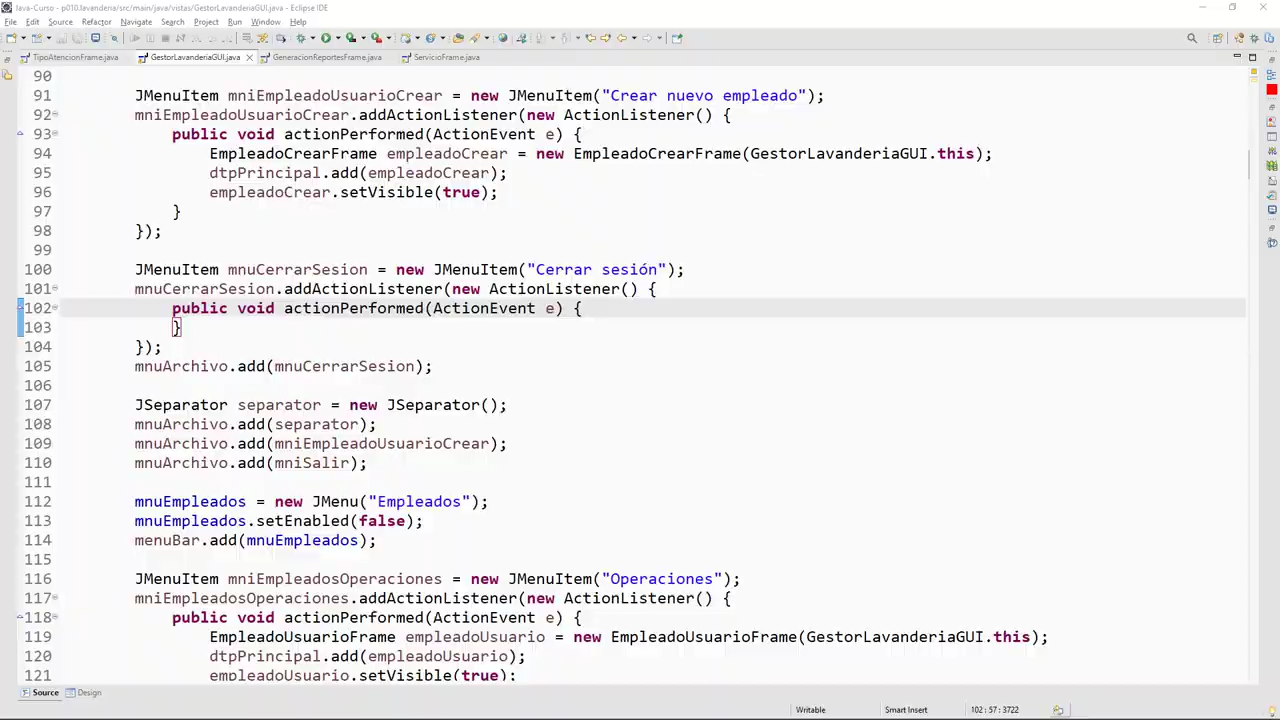 Java-Curso - p010.lavanderia/src/main/java/vistas/GestorLavanderiaGUI.java - Eclipse IDE
File Edit Source Refactor Navigate Search Project Run Window Help
TipoAtencionFrame.java GestorLavanderiaGUI.java GeneracionReportesFrame.java ServicioFrame.java
90
91 JMenuItem mniEmpleadoUsuarioCrear = new JMenuItem("Crear nuevo empleado");
92 mniEmpleadoUsuarioCrear.addActionListener(new ActionListener() {
93 public void actionPerformed(ActionEvent e) {
94 EmpleadoCrearFrame empleadoCrear = new EmpleadoCrearFrame(GestorLavanderiaGUI.this);
95 dtpPrincipal.add(empleadoCrear);
96 empleadoCrear.setVisible(true);
97 }
98 });
99
100 JMenuItem mnuCerrarSesion = new JMenuItem("Cerrar sesión");
101 mnuCerrarSesion.addActionListener(new ActionListener() {
102 public void actionPerformed(ActionEvent e) {
103 }
104 });
105 mnuArchivo.add(mnuCerrarSesion);
106
107 JSeparator separator = new JSeparator();
108 mnuArchivo.add(separator);
109 mnuArchivo.add(mniEmpleadoUsuarioCrear);
110 mnuArchivo.add(mniSalir);
111
112 mnuEmpleados = new JMenu("Empleados");
113 mnuEmpleados.setEnabled(false);
114 menuBar.add(mnuEmpleados);
115
116 JMenuItem mniEmpleadosOperaciones = new JMenuItem("Operaciones");
117 mniEmpleadosOperaciones.addActionListener(new ActionListener() {
118 public void actionPerformed(ActionEvent e) {
119 EmpleadoUsuarioFrame empleadoUsuario = new EmpleadoUsuarioFrame(GestorLavanderiaGUI.this);
120 dtpPrincipal.add(empleadoUsuario);
121 empleadoUsuario.setVisible(true);
Source Design
Writable Smart Insert 102 : 57 : 3722